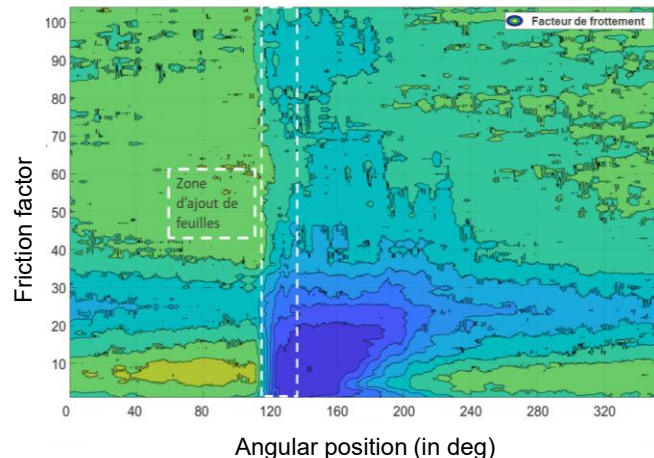 Facteur de frottement
100
90
80
70
60
50
40
30
20
10
Friction factor
Zone
d'ajout de
feuilles
0 40 80 120 160 200 240 280 320
Angular position (in deg)